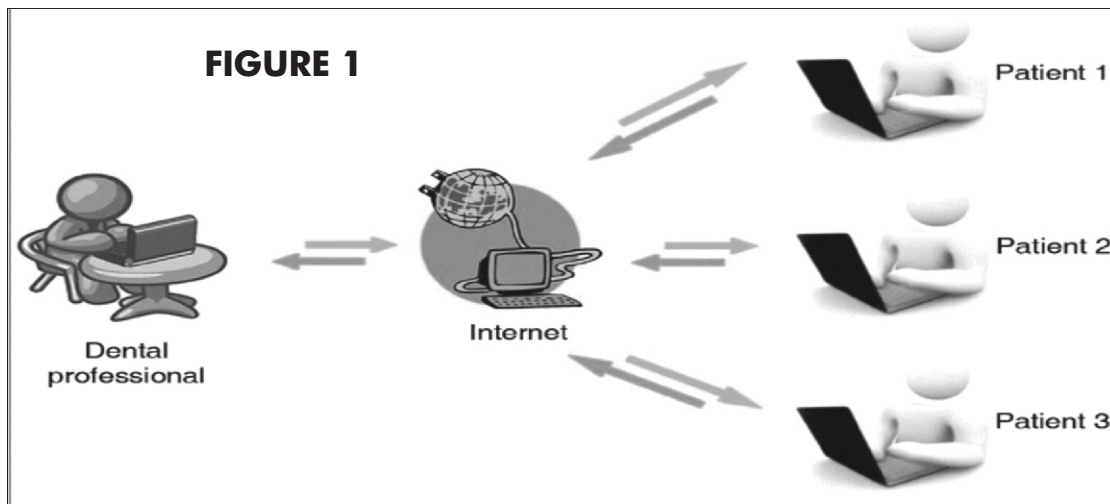 FIGURE 1
Patient 1
Patient 2
Internet
Dental
professional
Patient 3